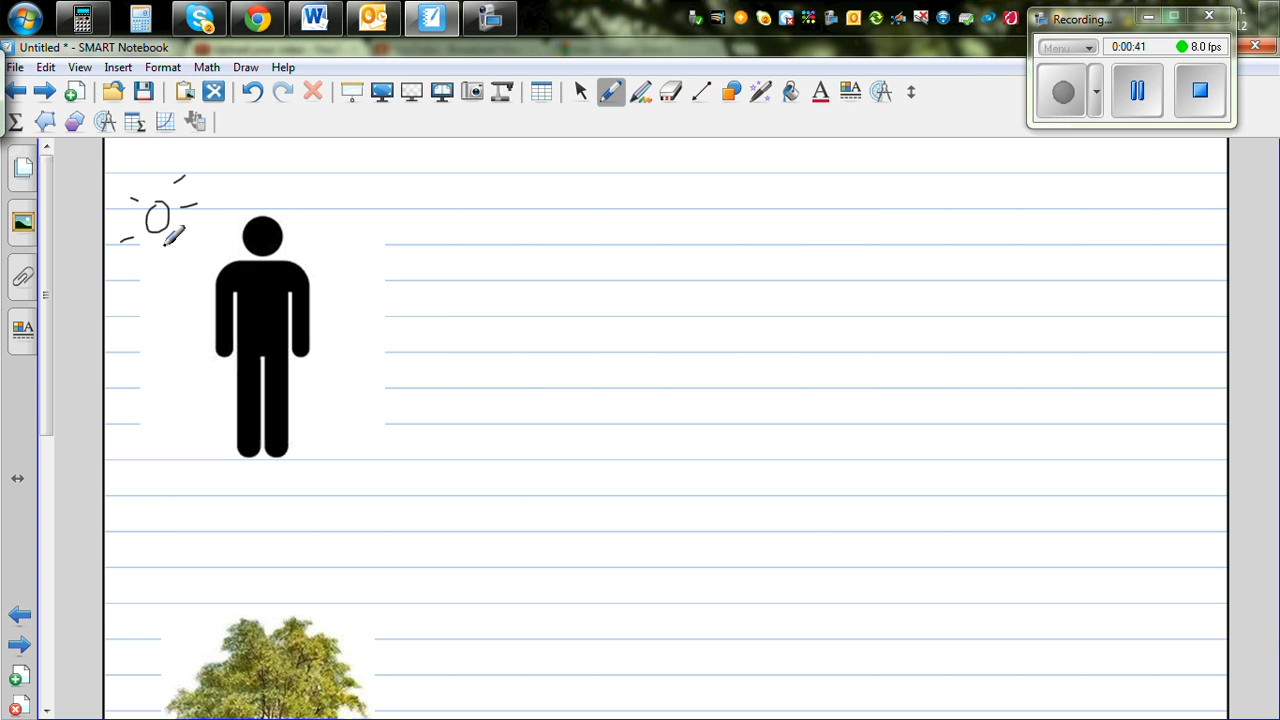 Untitled * - SMART Notebook
File Edit View Insert Format Math Draw Help
Recording...
Menu 0:00:41 8.0 fps